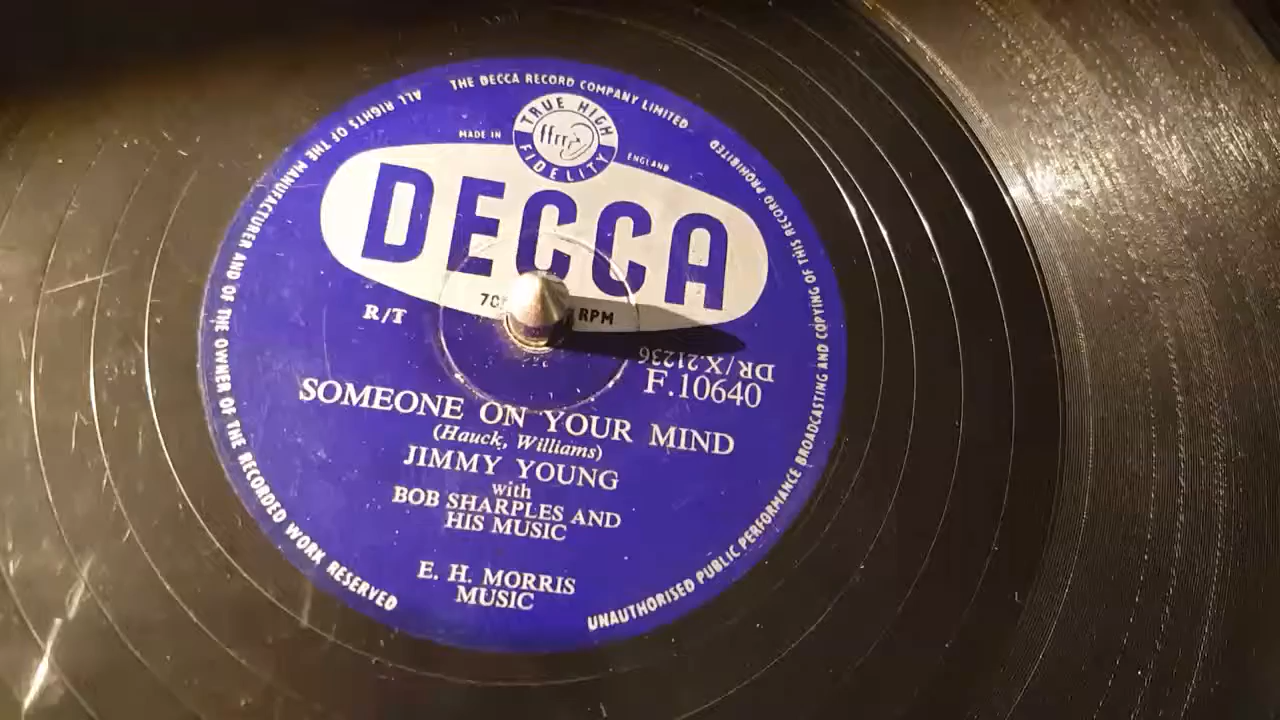 THE DECCA RECORD COMPANY LIMITED
ALL RIGHTS OF THE MANUFACTURER AND OF THE OWNER OF THE RECORDED WORK RESERVED
UNAUTHORISED PUBLIC PERFORMANCE BROADCASTING AND COPYING OF THIS RECORD PROHIBITED
TRUE HIGH
ffrr
FIDELITY
MADE IN ENGLAND
DECCA
RPM
R/T
DR/X.21236
F.10640
SOMEONE ON YOUR MIND
(Hauck, Williams)
JIMMY YOUNG
with
BOB SHARPLES AND
HIS MUSIC
E. H. MORRIS
MUSIC